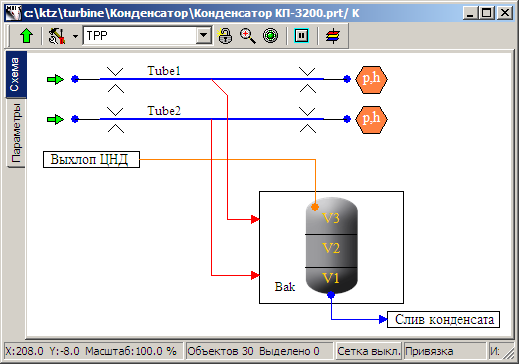 c:\ktz\turbine\Конденсатор\Конденсатор КП-3200.prt/ К
TPP
Схема
Параметры
Tube1
p,h
Tube2
p,h
Выхлоп ЦНД
V3
V2
V1
Bak
Слив конденсата
X:208.0 Y:-8.0 Масштаб:100.0 %
Объектов 30 Выделено 0
Сетка выкл.
Привязка
И: